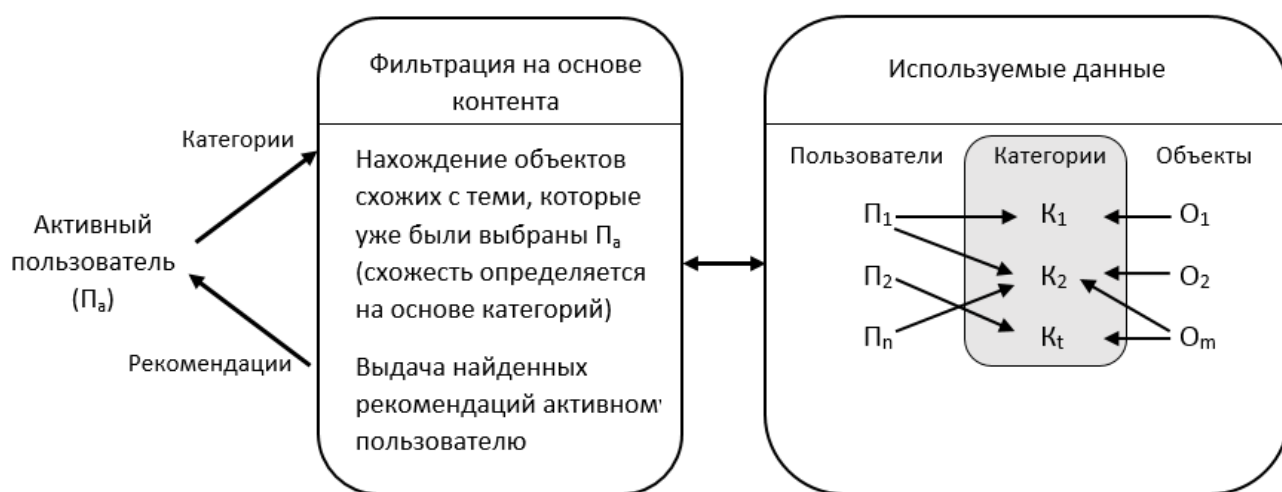 Активный
пользователь
(Пₐ)
Категории
Рекомендации
Фильтрация на основе
контента
Нахождение объектов
схожих с теми, которые
уже были выбраны Пₐ
(схожесть определяется
на основе категорий)
Выдача найденных
рекомендаций активному
пользователю
Используемые данные
Пользователи Категории Объекты
П₁ К₁ О₁
П₂ К₂ О₂
Пₙ Кₜ Оₘ